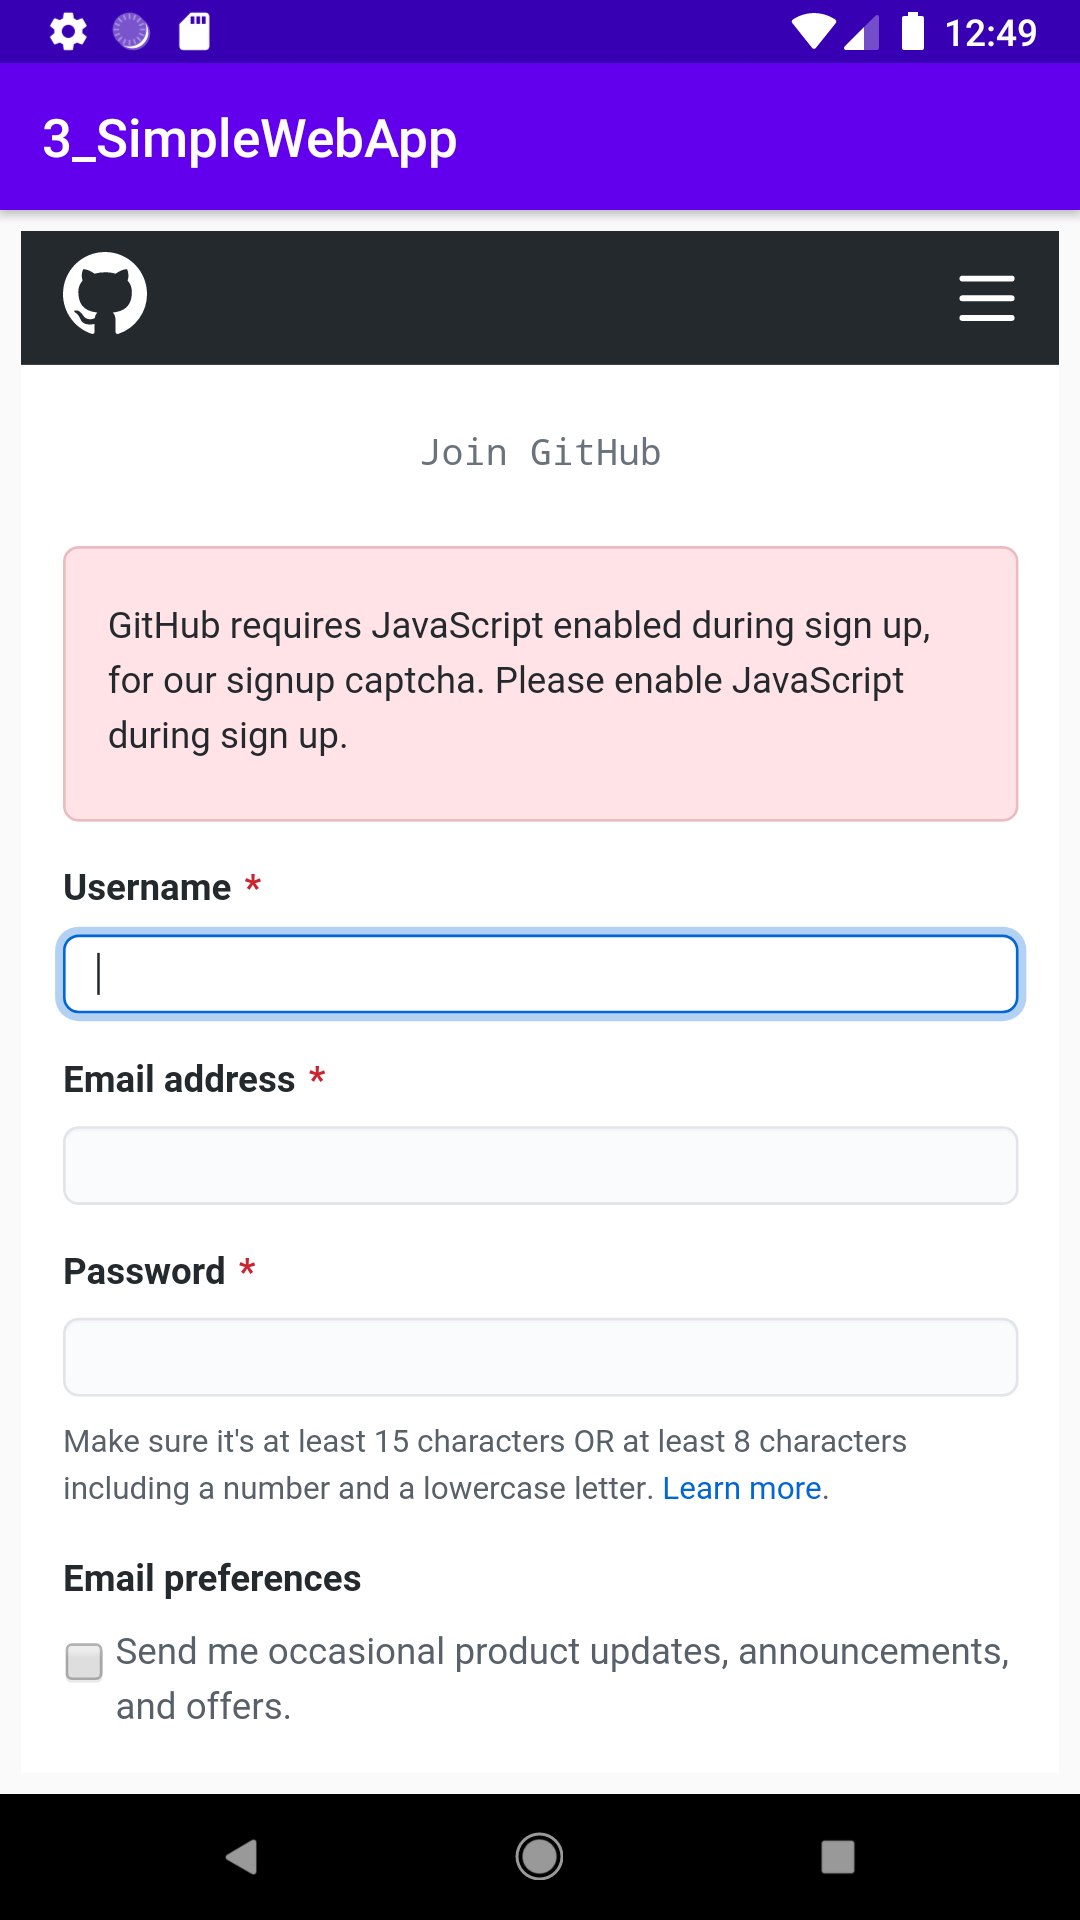 12:49
3_SimpleWebApp
Join GitHub
GitHub requires JavaScript enabled during sign up,
for our signup captcha. Please enable JavaScript
during sign up.
Username *
Email address *
Password *
Make sure it's at least 15 characters OR at least 8 characters
including a number and a lowercase letter. Learn more.
Email preferences
Send me occasional product updates, announcements,
and offers.